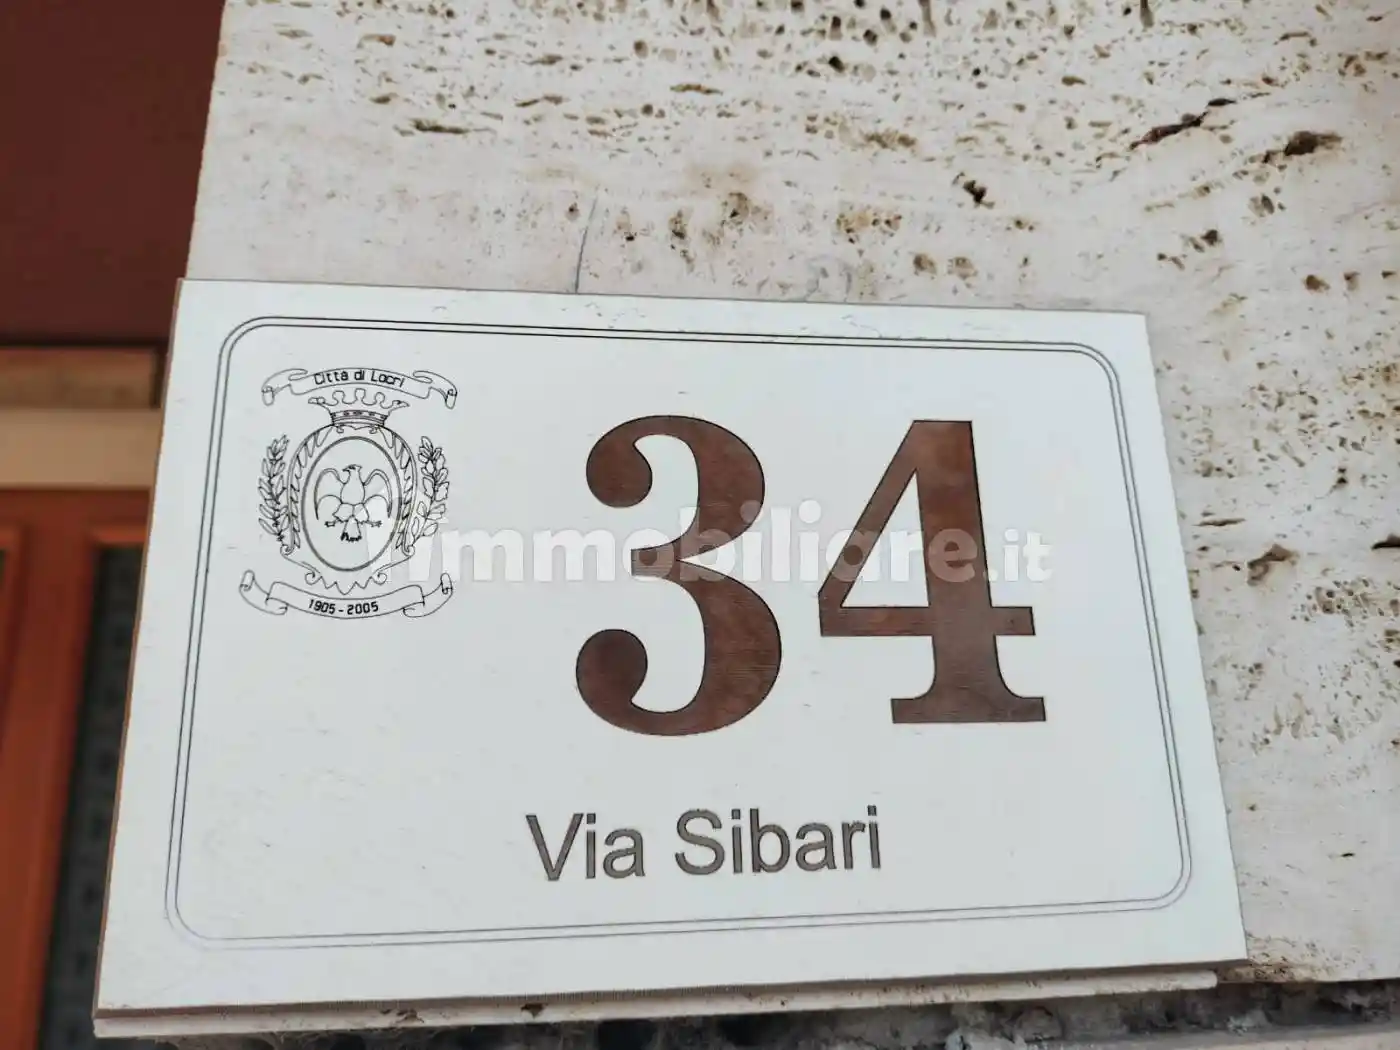 Città di Locri
34
immobiliare.it
1905-2005
Via Sibari